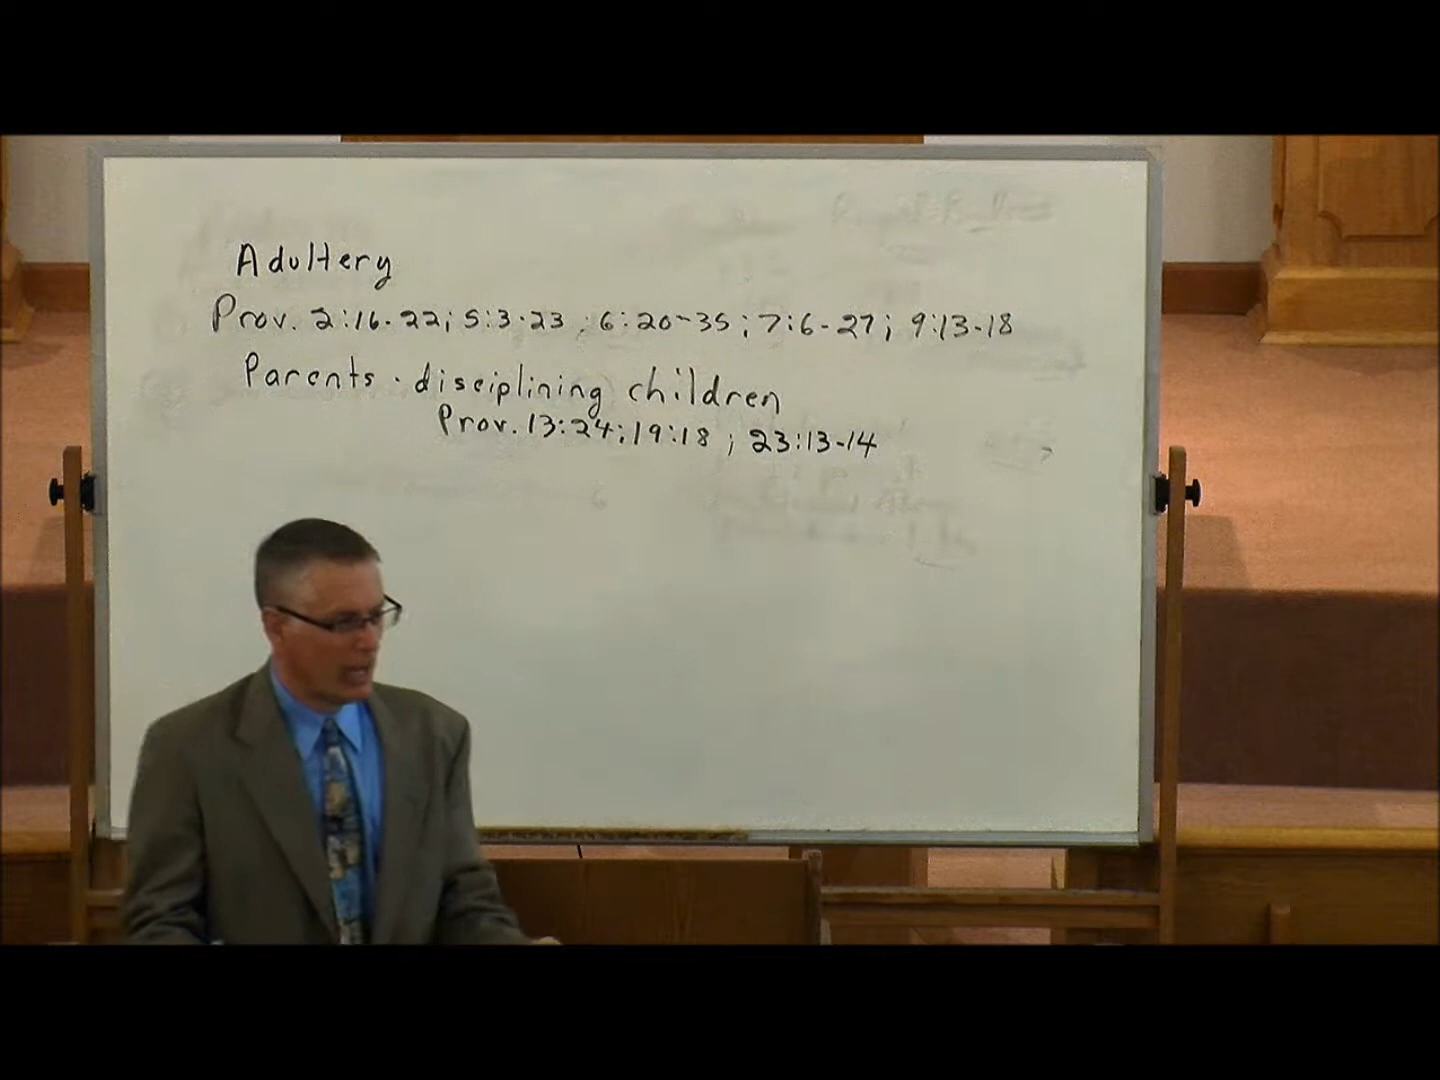 Adultery
Prov. 2:16-22; 5:3-23; 6:20-35; 7:6-27; 9:13-18
Parents - disciplining children
Prov. 13:24; 19:18; 23:13-14